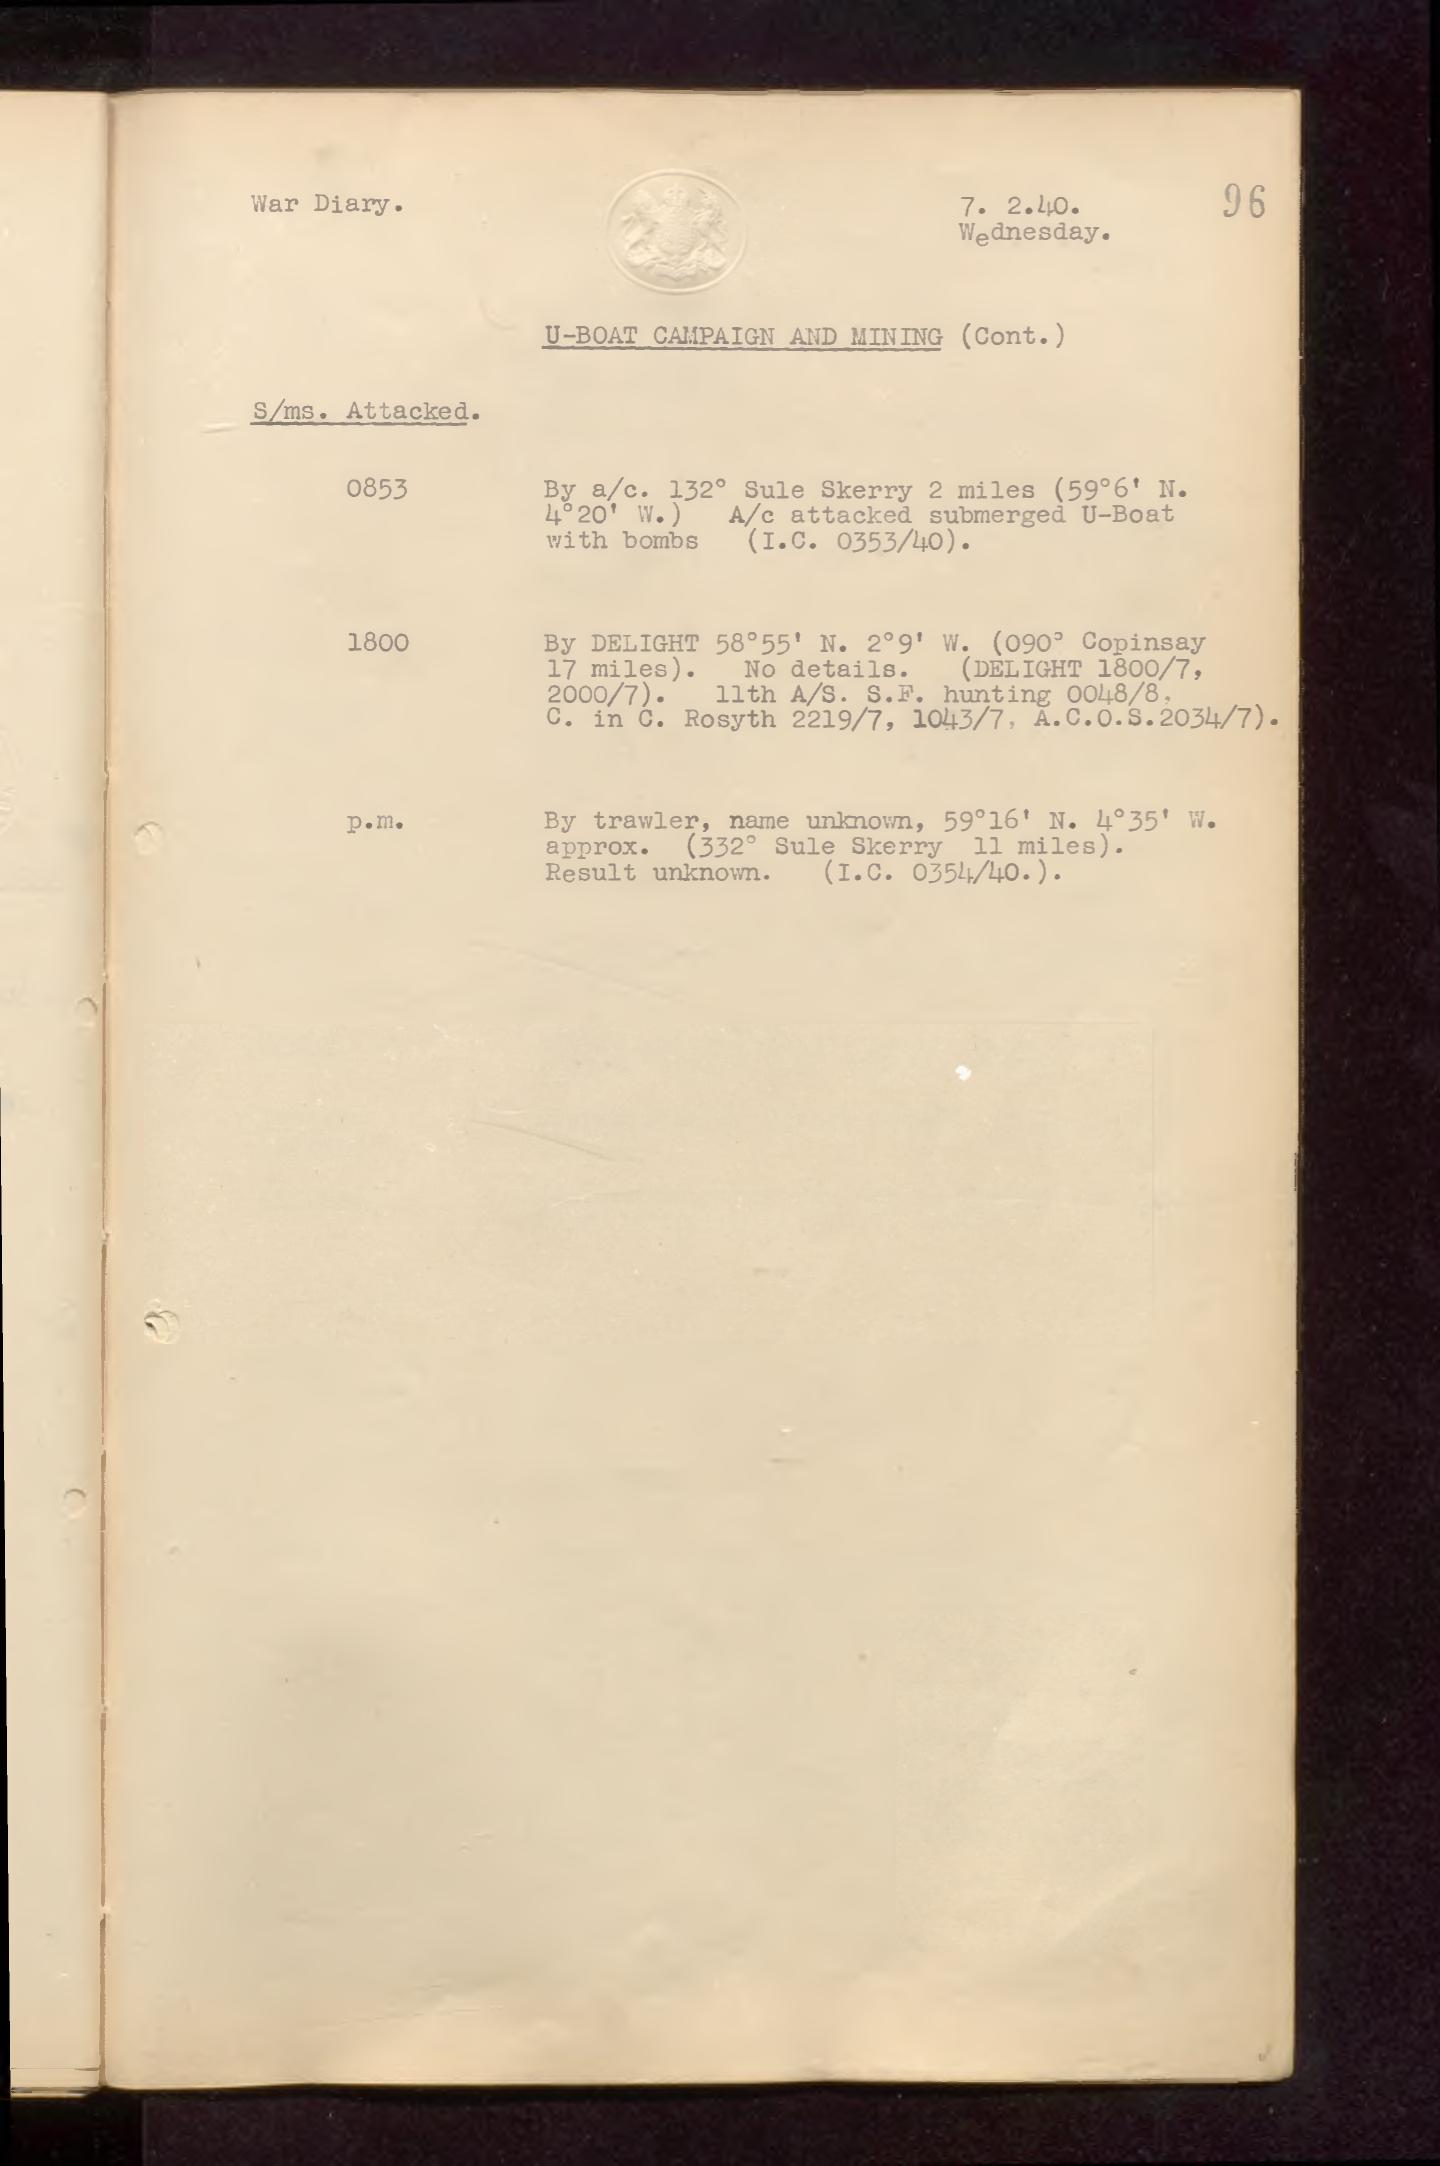 War Diary.
7. 2.40.
96
Wednesday.
U-BOAT CAMPAIGN AND MINING (Cont.)
S/ms. Attacked.
0853 By a/c. 132° Sule Skerry 2 miles (59°6' N.
4°20' W.) A/c attacked submerged U-Boat
with bombs (I.C. 0353/40).
1800 By DELIGHT 58°55' N. 2°9' W. (090° Copinsay
17 miles). No details. (DELIGHT 1800/7,
2000/7). 11th A/S. S.F. hunting 0048/8,
C. in C. Rosyth 2219/7, 1043/7, A.C.O.S.2034/7).
p.m. By trawler, name unknown, 59°16' N. 4°35' W.
approx. (332° Sule Skerry 11 miles).
Result unknown. (I.C. 0354/40.).